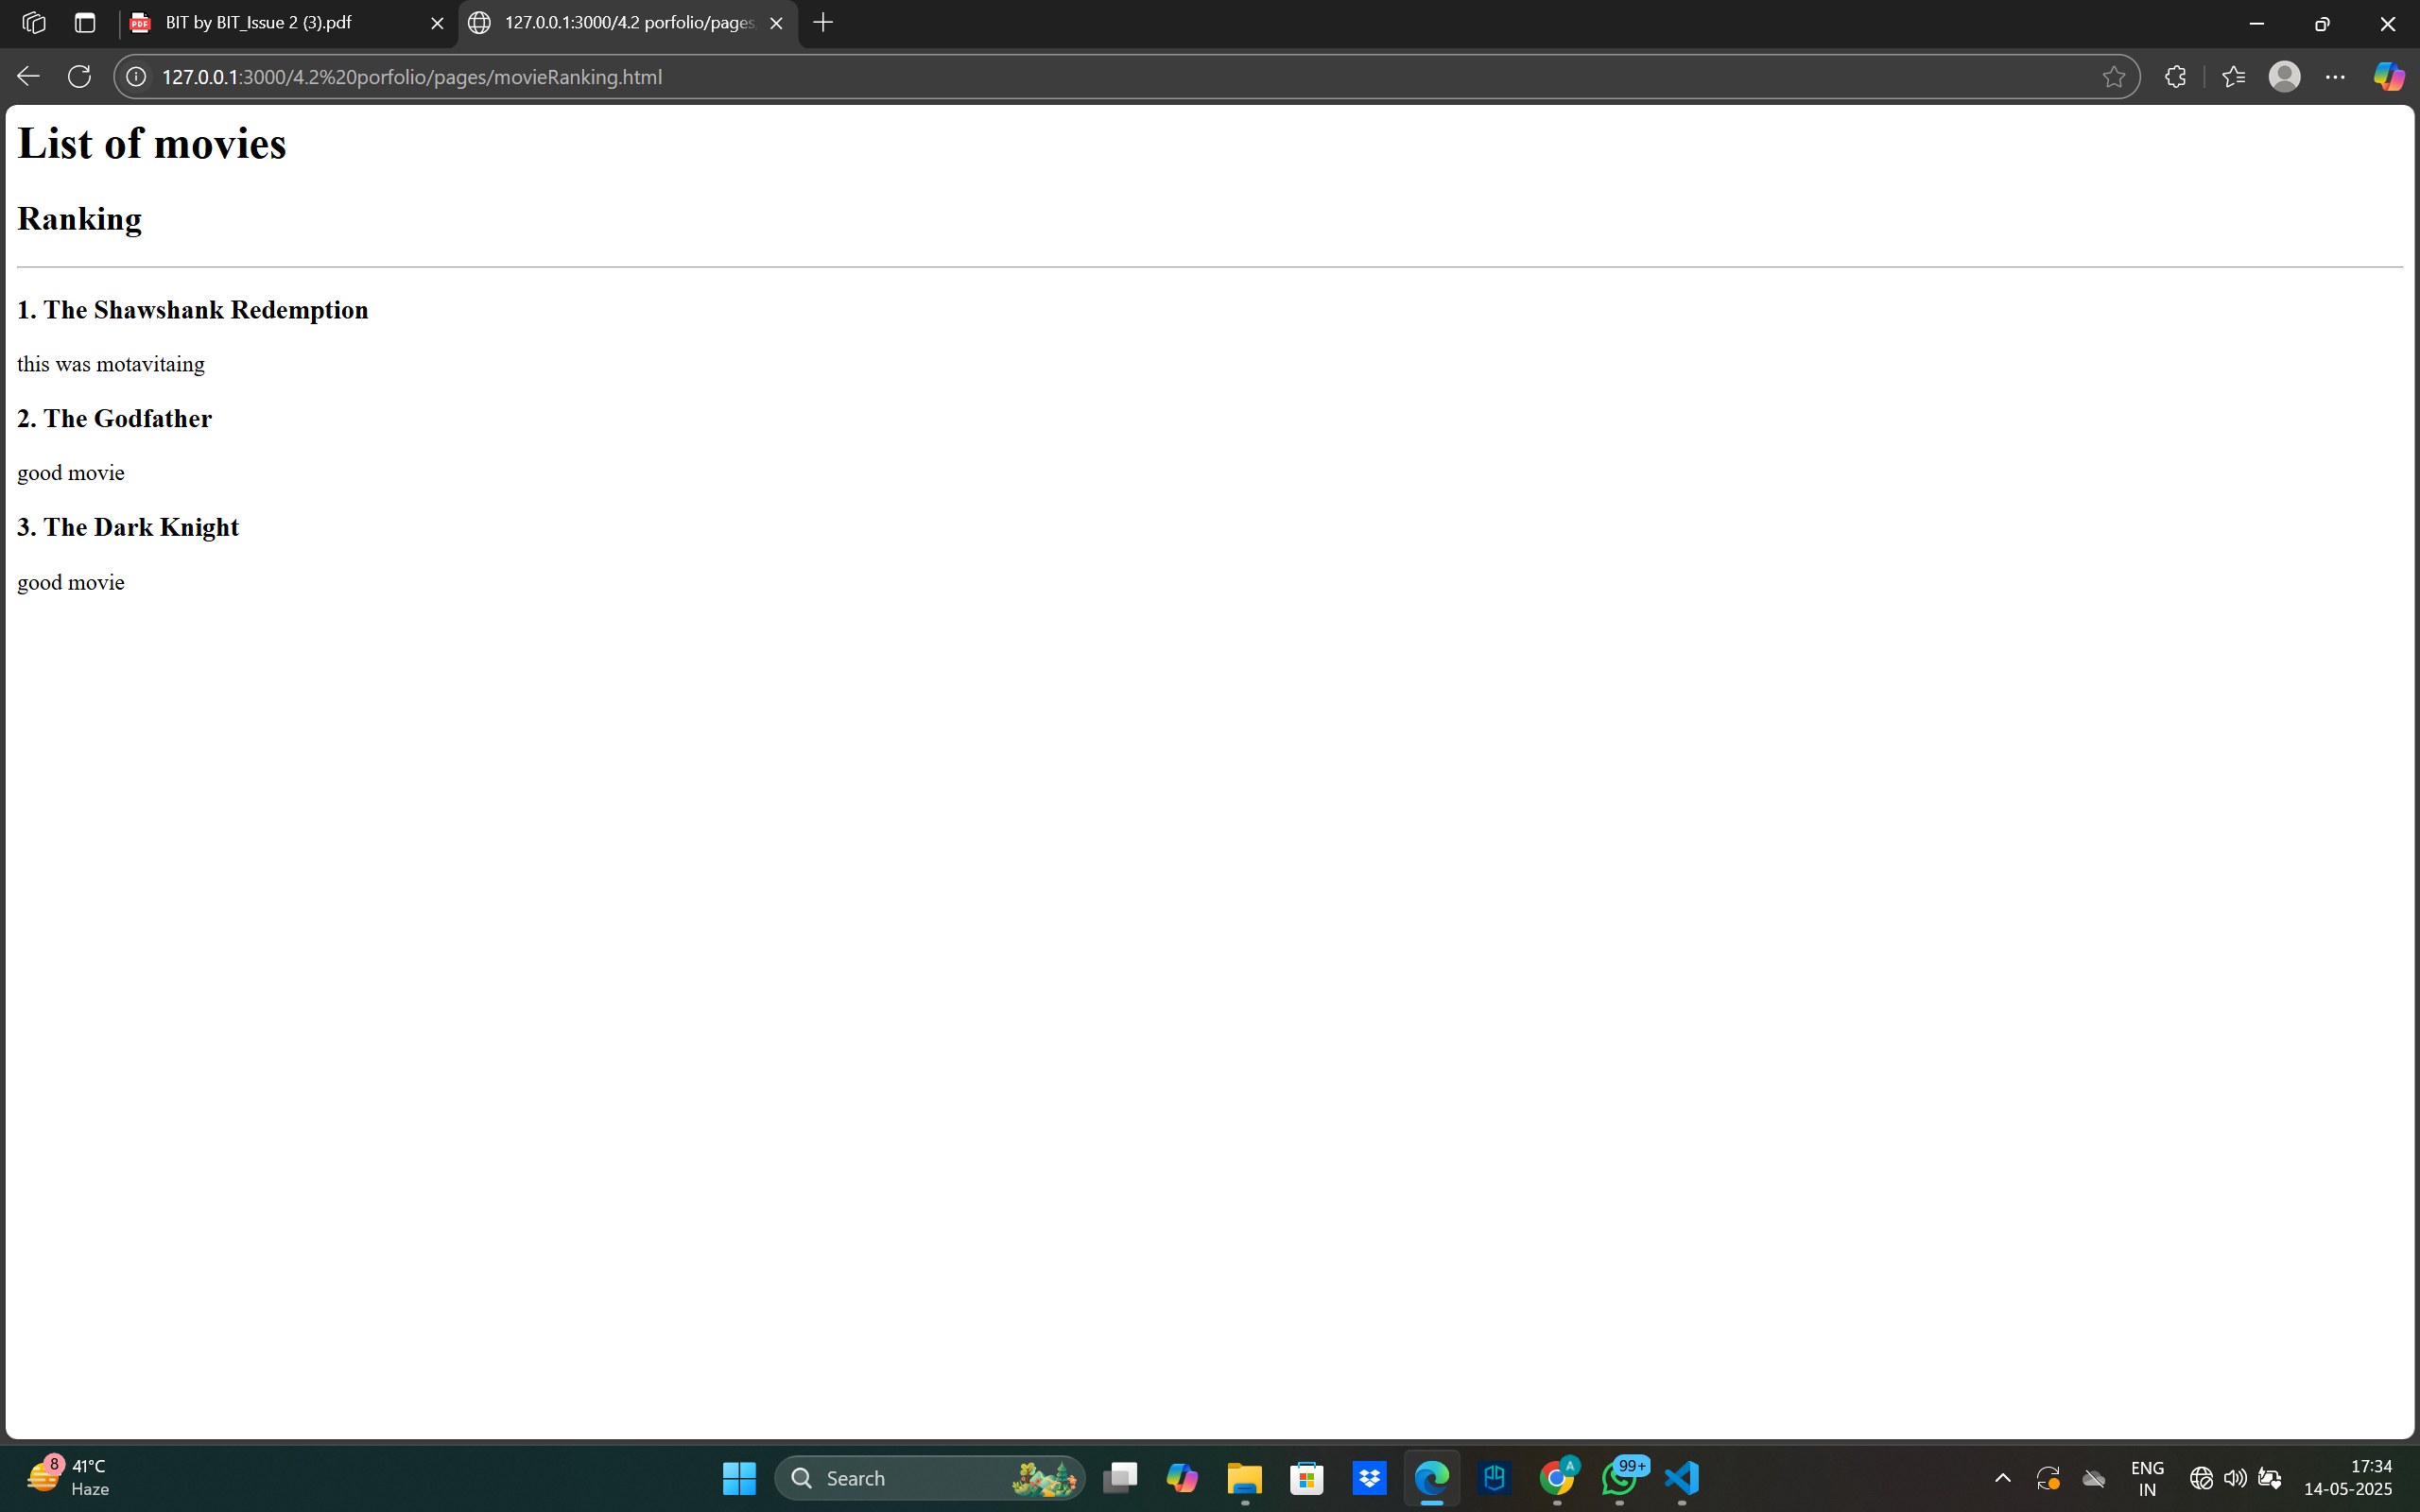 BIT by BIT_Issue 2 (3).pdf
127.0.0.1:3000/4.2 porfolio/pages
127.0.0.1:3000/4.2%20porfolio/pages/movieRanking.html
List of movies
Ranking
1. The Shawshank Redemption
this was motavitaing
2. The Godfather
good movie
3. The Dark Knight
good movie
8
41°C
Haze
Search
A
99+
ENG
IN
17:34
14-05-2025